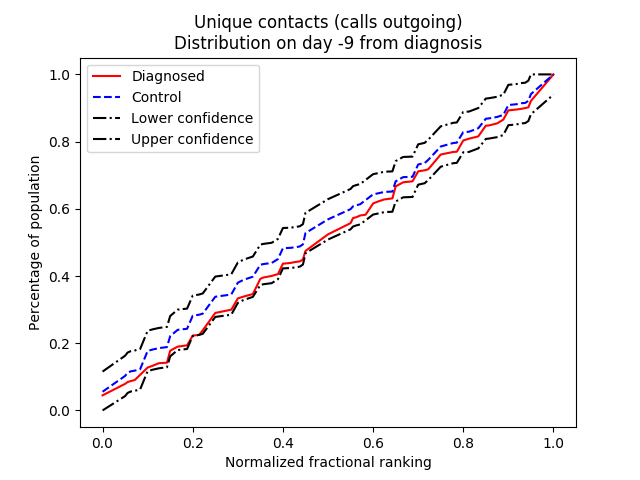 Unique contacts (calls outgoing)
Distribution on day -9 from diagnosis
Diagnosed
Control
Lower confidence
Upper confidence
Percentage of population
1.0
0.8
0.6
0.4
0.2
0.0
0.0 0.2 0.4 0.6 0.8 1.0
Normalized fractional ranking